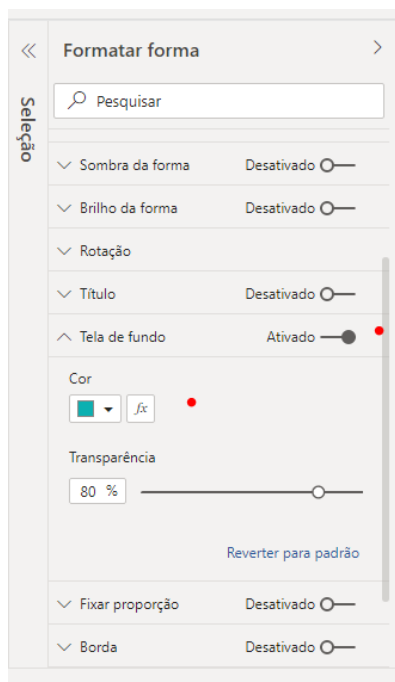 Formatar forma
Seleção
Pesquisar
Sombra da forma Desativado
Brilho da forma Desativado
Rotação
Título Desativado
Tela de fundo Ativado
Cor
fx
Transparência
80 %
Reverter para padrão
Fixar proporção Desativado
Borda Desativado